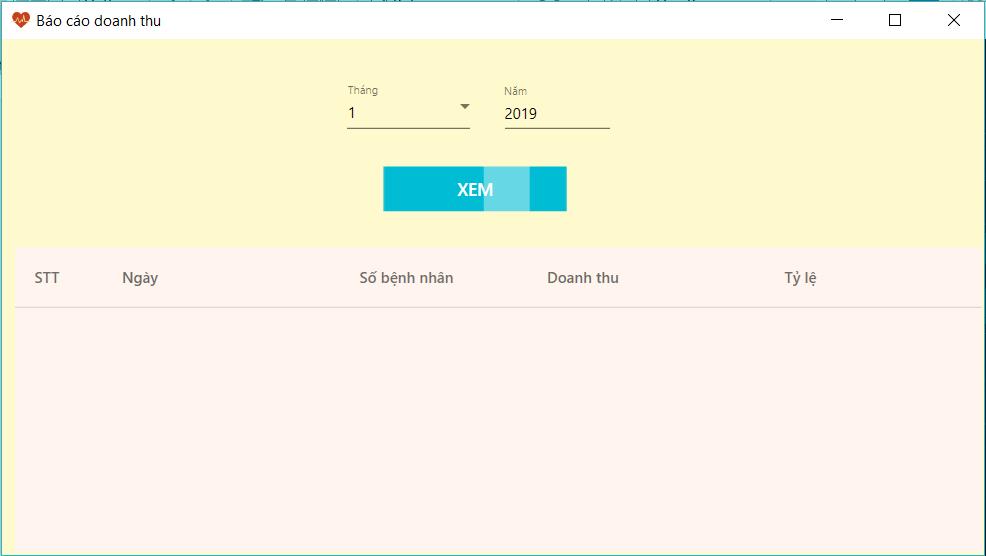 Báo cáo doanh thu
Tháng Năm
1 2019
XEM
STT Ngày Số bệnh nhân Doanh thu Tỷ lệ